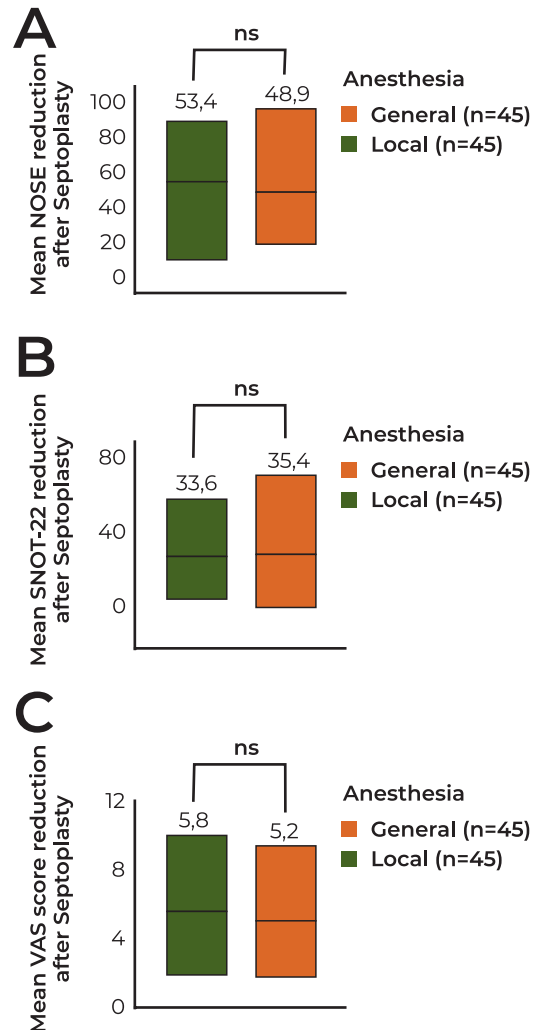 A
ns
Mean NOSE reduction
after Septoplasty
100
80
60
40
20
0
53,4
48,9
Anesthesia
General (n=45)
Local (n=45)
B
ns
Mean SNOT-22 reduction
after Septoplasty
80
40
0
33,6
35,4
Anesthesia
General (n=45)
Local (n=45)
C
ns
Mean VAS score reduction
after Septoplasty
12
8
4
0
5,8
5,2
Anesthesia
General (n=45)
Local (n=45)